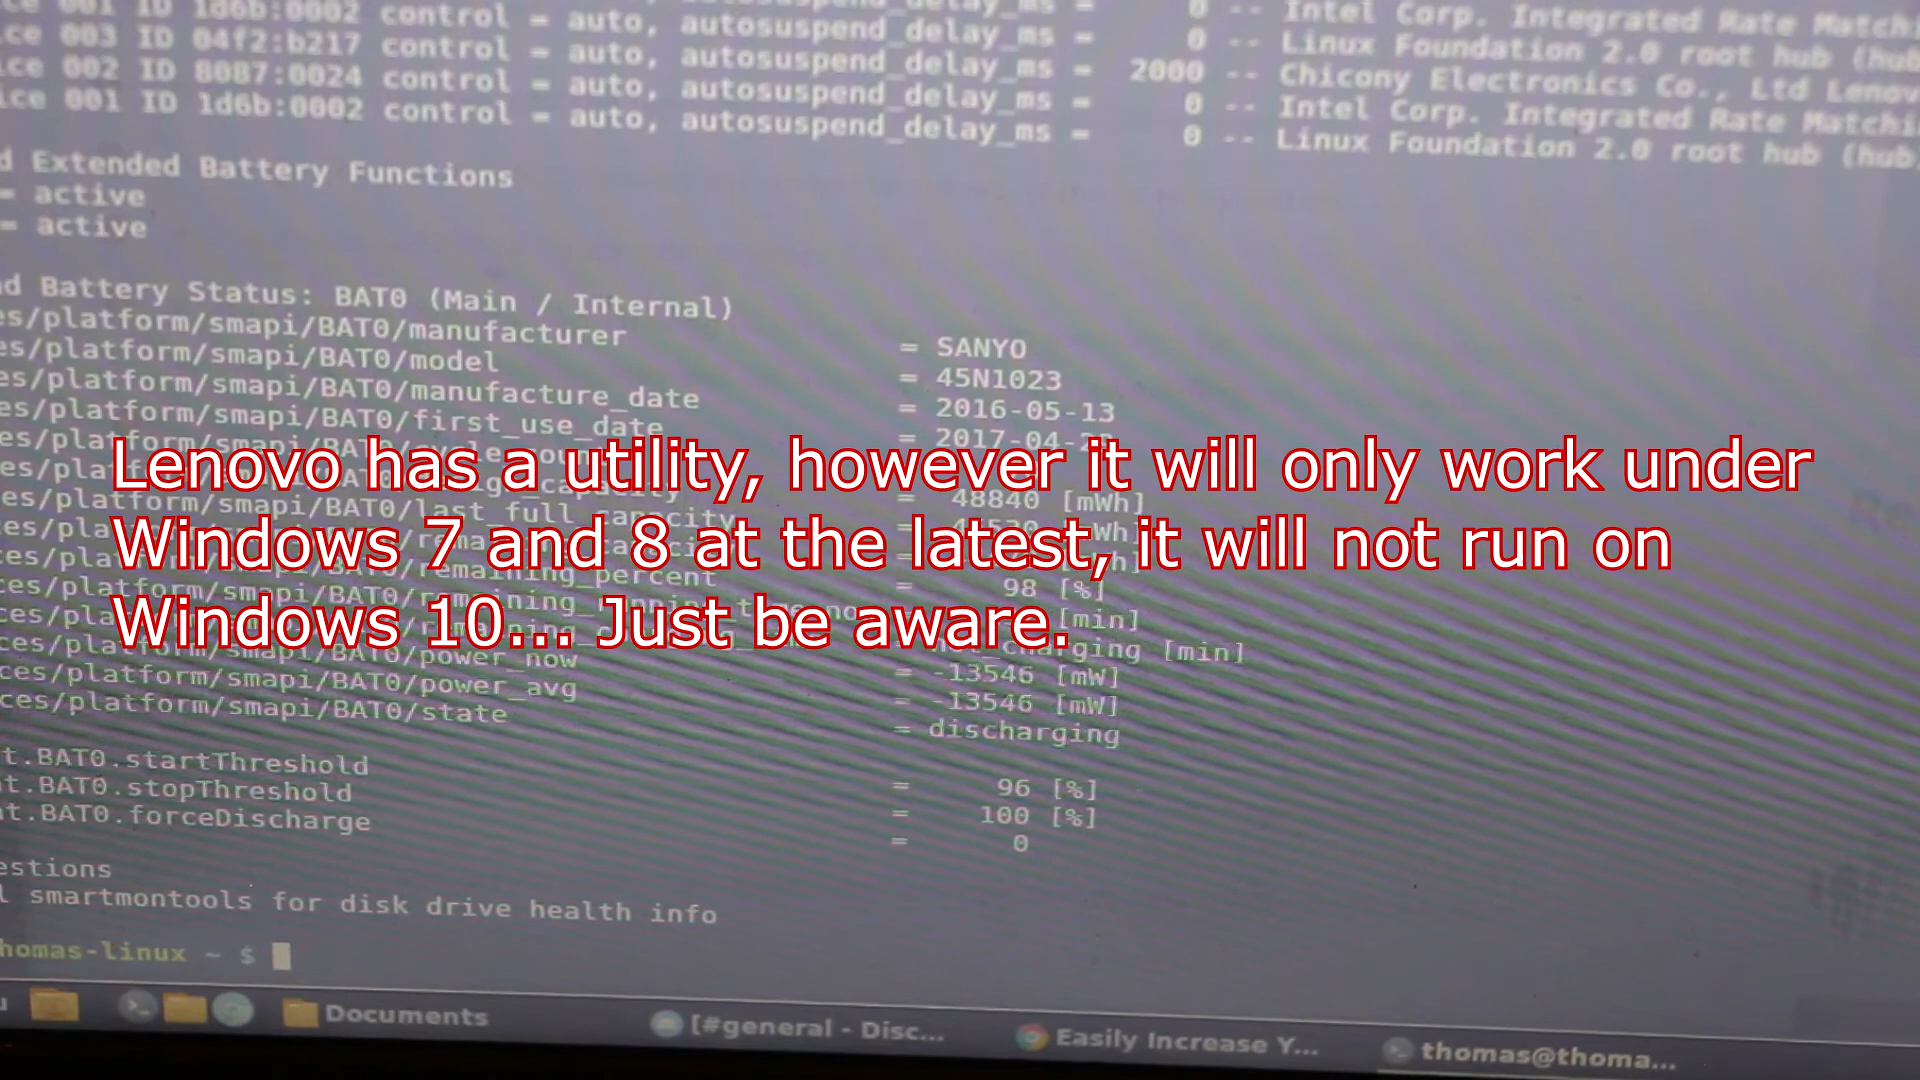 ce 001 ID 1d6b:0002 control = auto, autosuspend_delay_ms = 0 -- Intel Corp. Integrated Rate Matchi
ce 003 ID 04f2:b217 control = auto, autosuspend_delay_ms = 0 -- Linux Foundation 2.0 root hub (hub
ice 002 ID 8087:0024 control = auto, autosuspend_delay_ms = 2000 -- Chicony Electronics Co., Ltd Lenov
ice 001 ID 1d6b:0002 control = auto, autosuspend_delay_ms = 0 -- Intel Corp. Integrated Rate Matchi
0 -- Linux Foundation 2.0 root hub (hub
d Extended Battery Functions
= active
= active
d Battery Status: BAT0 (Main / Internal)
es/platform/smapi/BAT0/manufacturer = SANYO
es/platform/smapi/BAT0/model = 45N1023
es/platform/smapi/BAT0/manufacture_date = 2016-05-13
es/platform/smapi/BAT0/first_use_date = 2017-04-2
Lenovo has a utility, however it will only work under
Windows 7 and 8 at the latest, it will not run on
Windows 10... Just be aware.
48840 [mWh]
es/platform/smapi/BAT0/last_full_capacity
/remaining_percent = 98 [%]
[min]
ces/platform/smapi/BAT0/power_now = -13546 [mW]
ces/platform/smapi/BAT0/power_avg = -13546 [mW]
ces/platform/smapi/BAT0/state = discharging
t.BAT0.startThreshold = 96 [%]
at.BAT0.stopThreshold = 100 [%]
at.BAT0.forceDischarge = 0
estions
l smartmontools for disk drive health info
homas-linux ~ $
Documents [#general - Disc... Easily Increase Y... thomas@thoma...